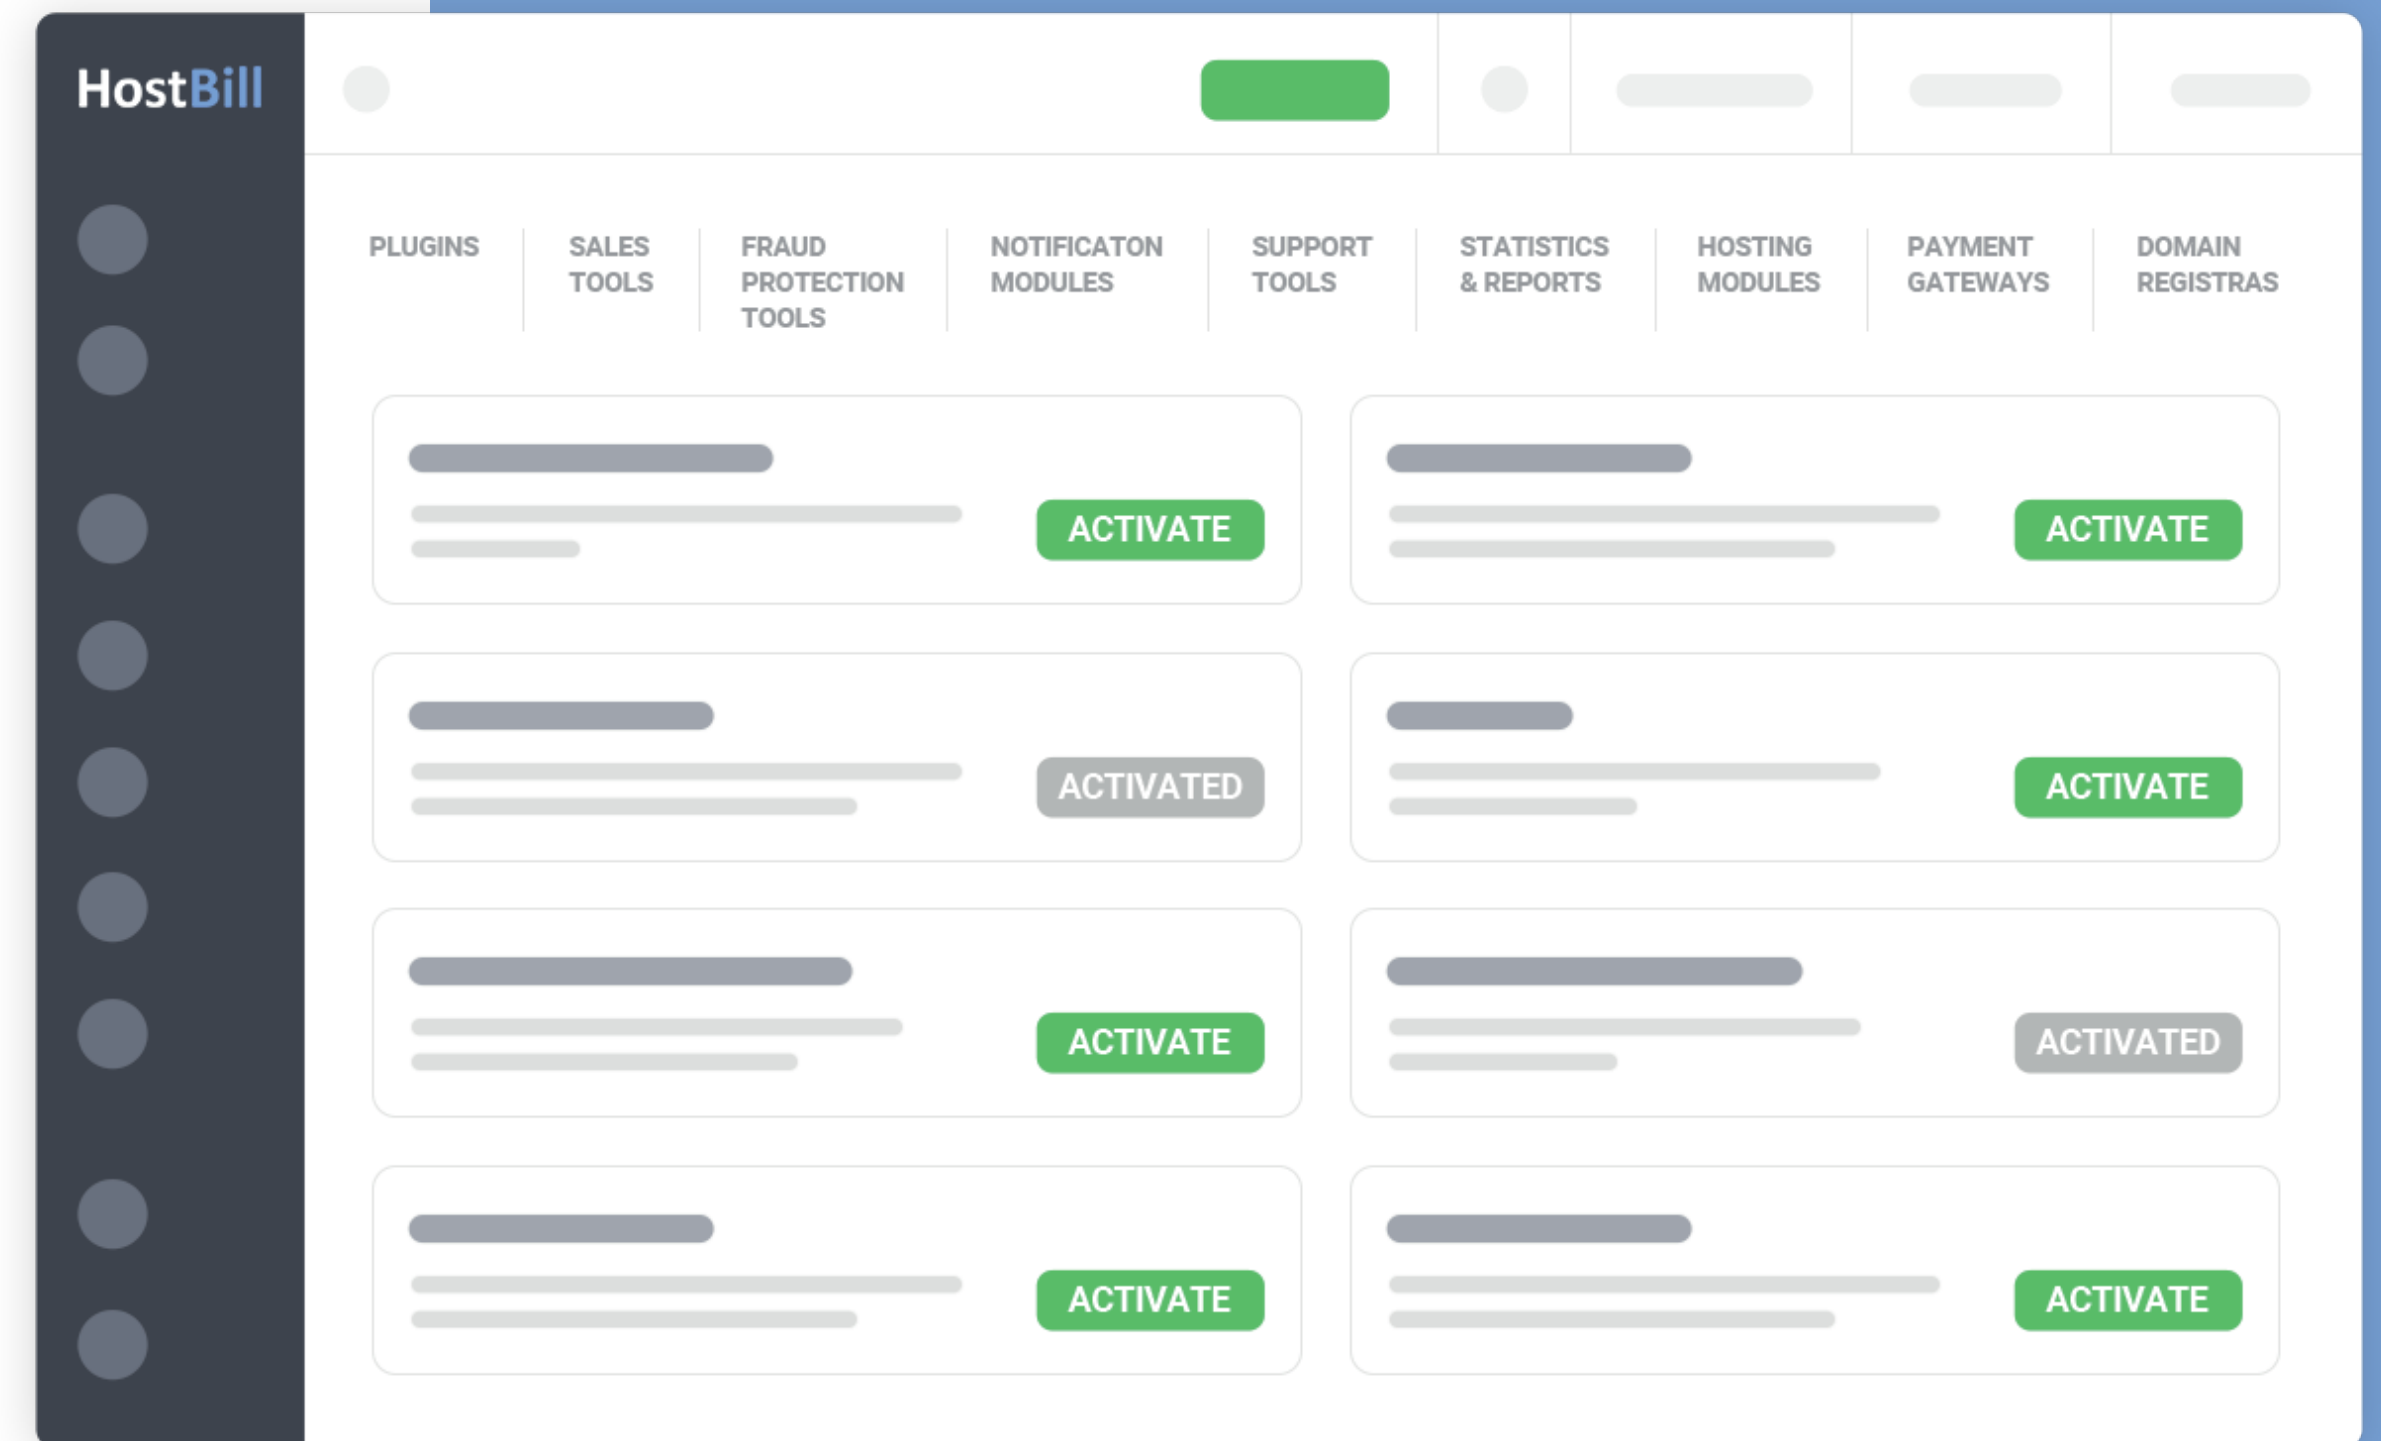 HostBill
PLUGINS
SALES
TOOLS
FRAUD
PROTECTION
TOOLS
NOTIFICATON
MODULES
SUPPORT
TOOLS
STATISTICS
& REPORTS
HOSTING
MODULES
PAYMENT
GATEWAYS
DOMAIN
REGISTRAS
ACTIVATE
ACTIVATE
ACTIVATED
ACTIVATE
ACTIVATE
ACTIVATED
ACTIVATE
ACTIVATE